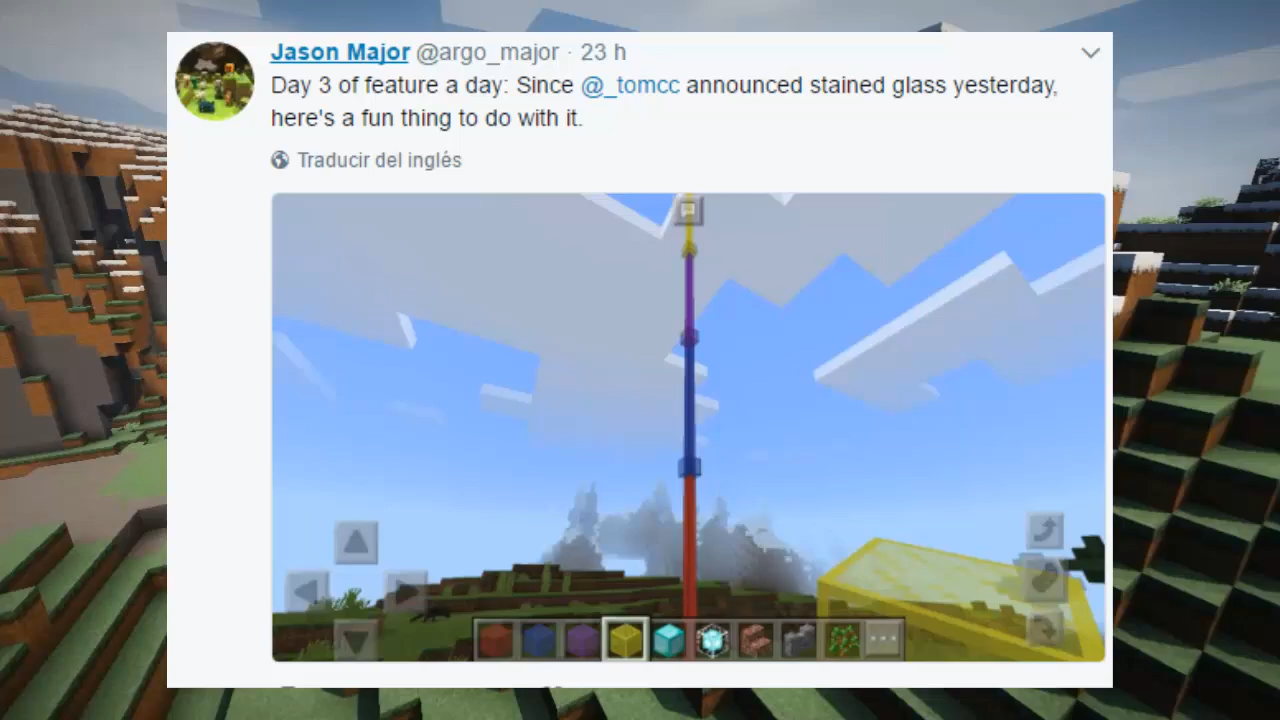 Jason Major @argo_major · 23 h
Day 3 of feature a day: Since @_tomcc announced stained glass yesterday,
here's a fun thing to do with it.
Traducir del inglés